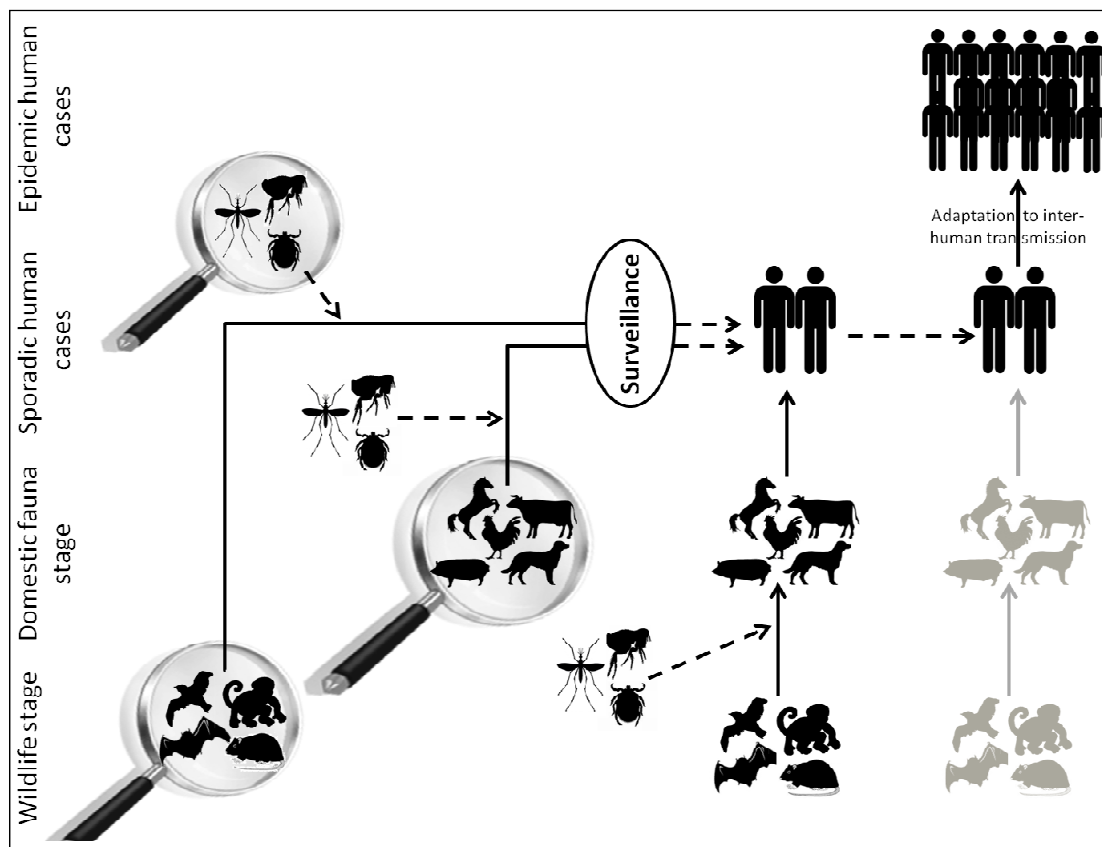 Epidemic human
cases
Sporadic human
cases
Domestic fauna
stage
Wildlife stage
Surveillance
Adaptation to inter-
human transmission